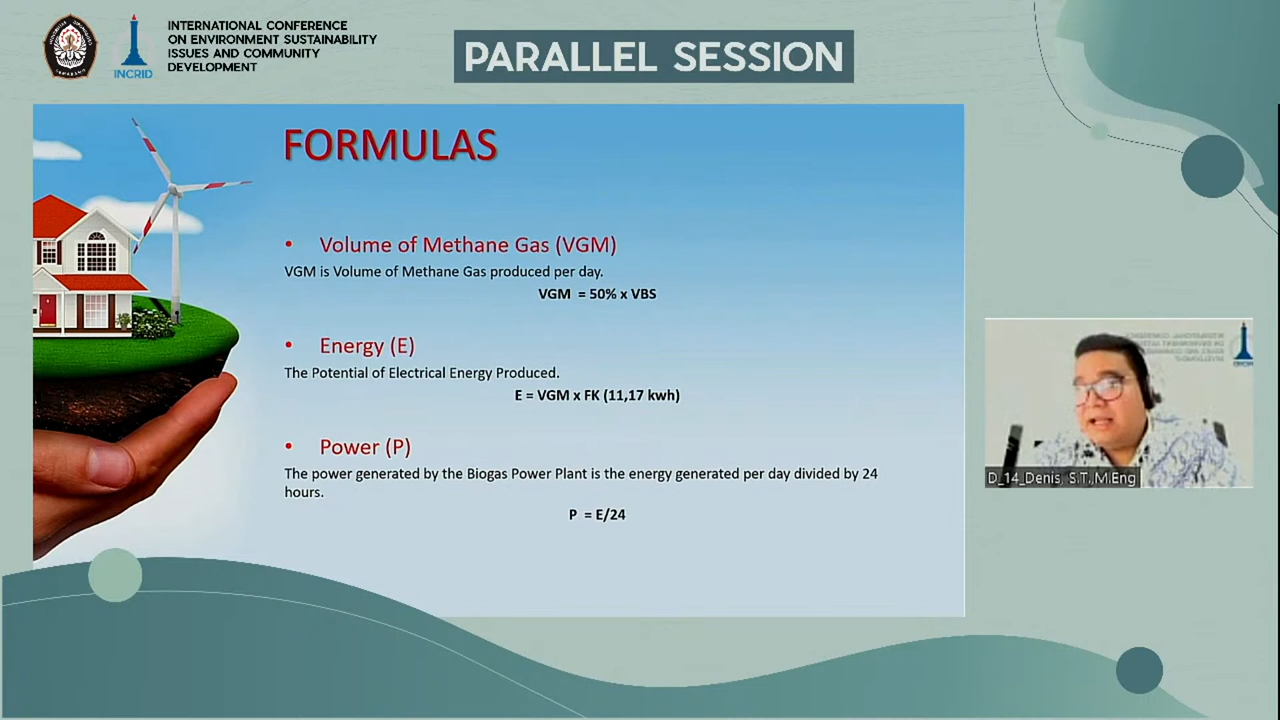 INTERNATIONAL CONFERENCE
ON ENVIRONMENT SUSTAINABILITY
ISSUES AND COMMUNITY
DEVELOPMENT
INCRID
PARALLEL SESSION
FORMULAS
• Volume of Methane Gas (VGM)
VGM is Volume of Methane Gas produced per day.
VGM = 50% x VBS
• Energy (E)
The Potential of Electrical Energy Produced.
E = VGM x FK (11,17 kwh)
• Power (P)
The power generated by the Biogas Power Plant is the energy generated per day divided by 24
hours.
P = E/24
D_14_Denis, S.T.,M.Eng